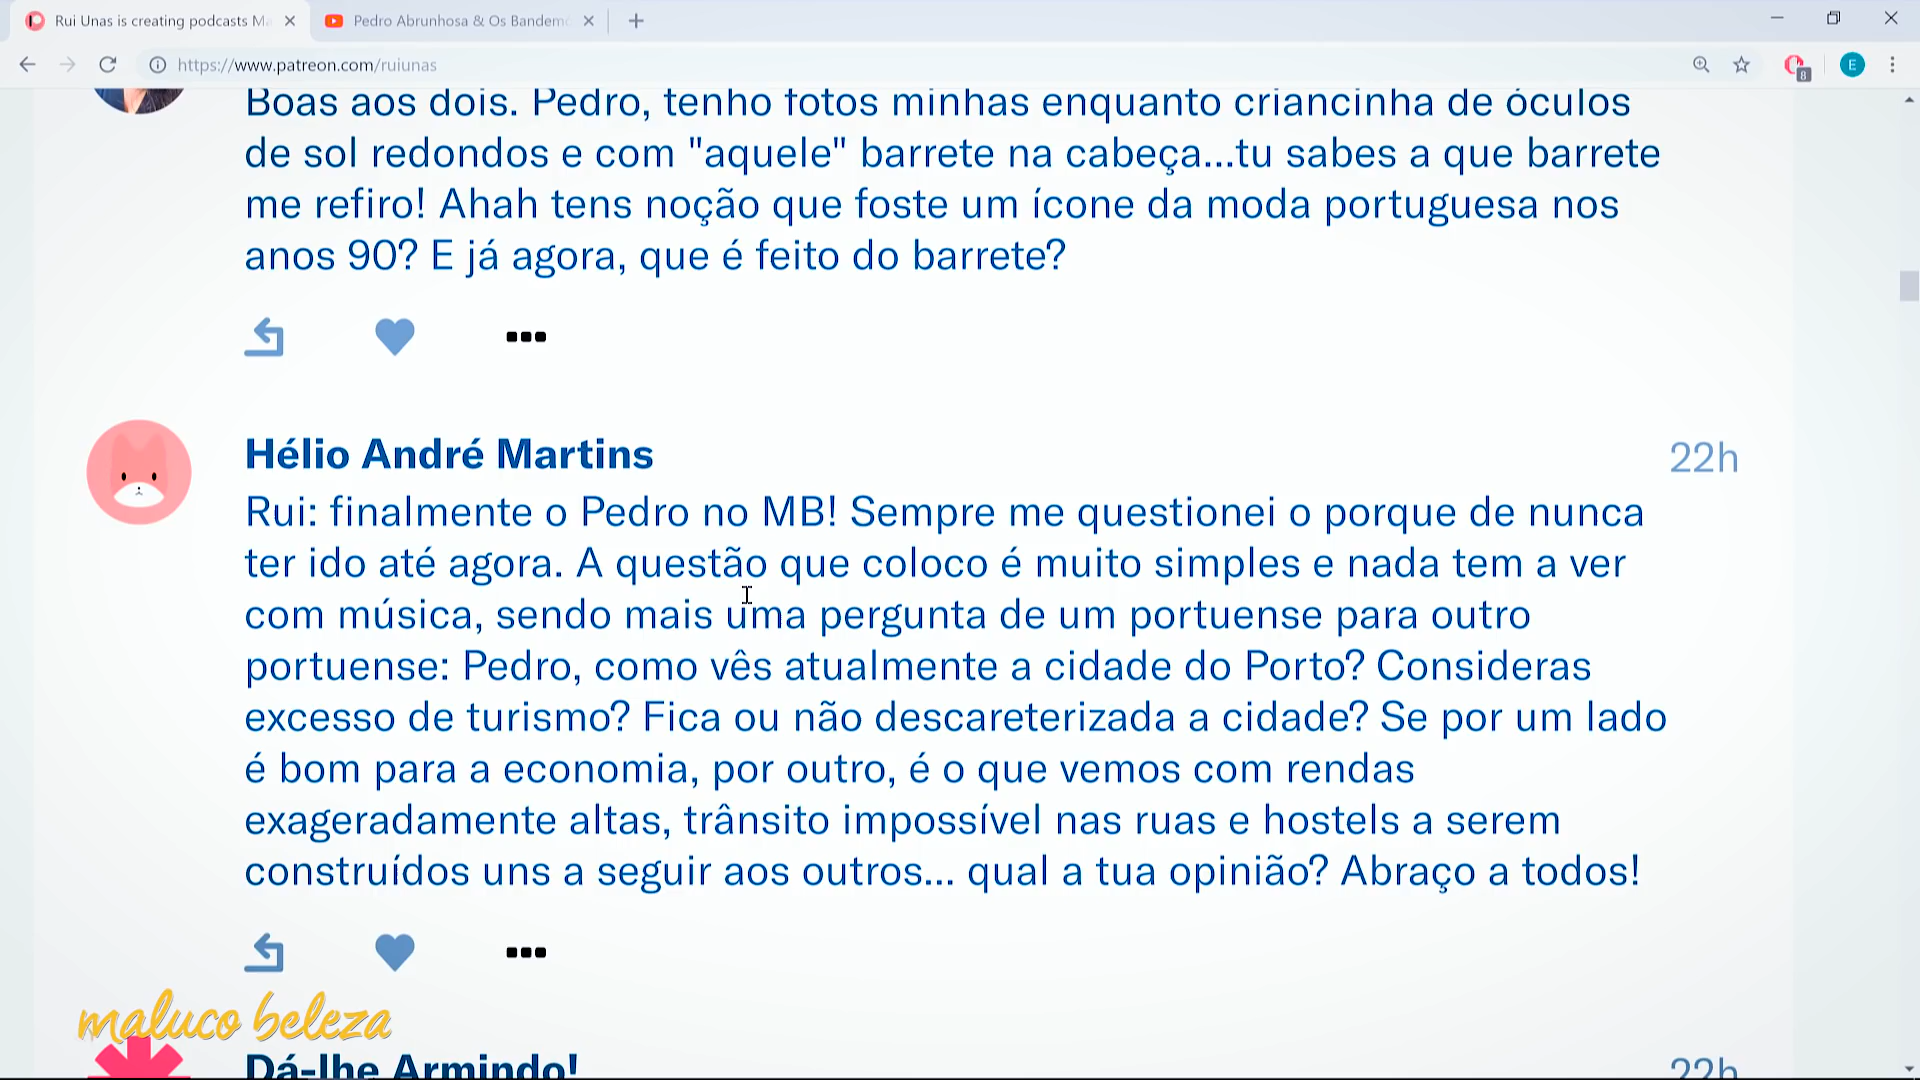 Rui Unas is creating podcasts Ma
Pedro Abrunhosa & Os Bandemo
https://www.patreon.com/ruiunas
8
E
Boas aos dois. Pedro, tenho fotos minhas enquanto criancinha de óculos
de sol redondos e com "aquele" barrete na cabeça...tu sabes a que barrete
me refiro! Ahah tens noção que foste um ícone da moda portuguesa nos
anos 90? E já agora, que é feito do barrete?
Hélio André Martins
22h
Rui: finalmente o Pedro no MB! Sempre me questionei o porque de nunca
ter ido até agora. A questão que coloco é muito simples e nada tem a ver
com música, sendo mais uma pergunta de um portuense para outro
portuense: Pedro, como vês atualmente a cidade do Porto? Consideras
excesso de turismo? Fica ou não descareterizada a cidade? Se por um lado
é bom para a economia, por outro, é o que vemos com rendas
exageradamente altas, trânsito impossível nas ruas e hostels a serem
construídos uns a seguir aos outros... qual a tua opinião? Abraço a todos!
maluco beleza
Dá-lhe Armindo!
22h